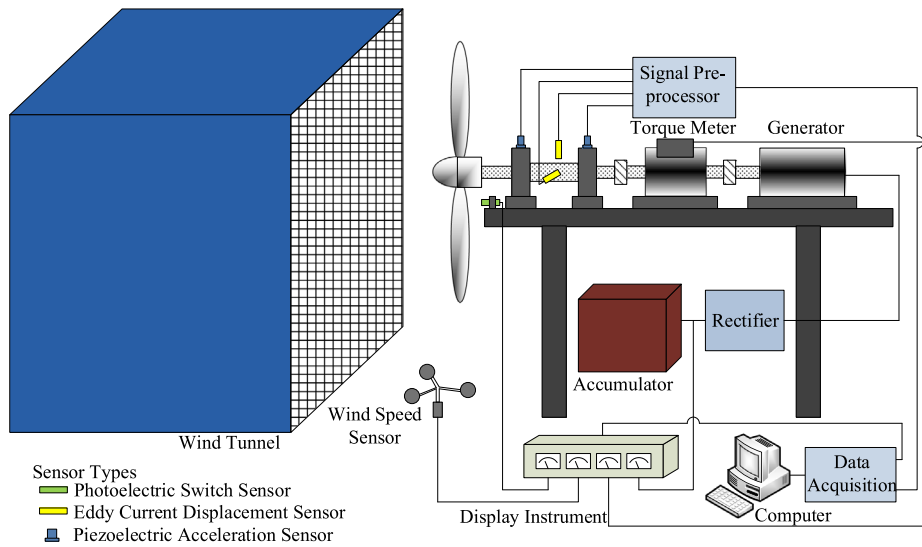 Signal Pre-
processor
Torque Meter
Generator
Rectifier
Accumulator
Wind Speed
Sensor
Wind Tunnel
Sensor Types
Photoelectric Switch Sensor
Eddy Current Displacement Sensor
Piezoelectric Acceleration Sensor
Display Instrument
Computer
Data
Acquisition